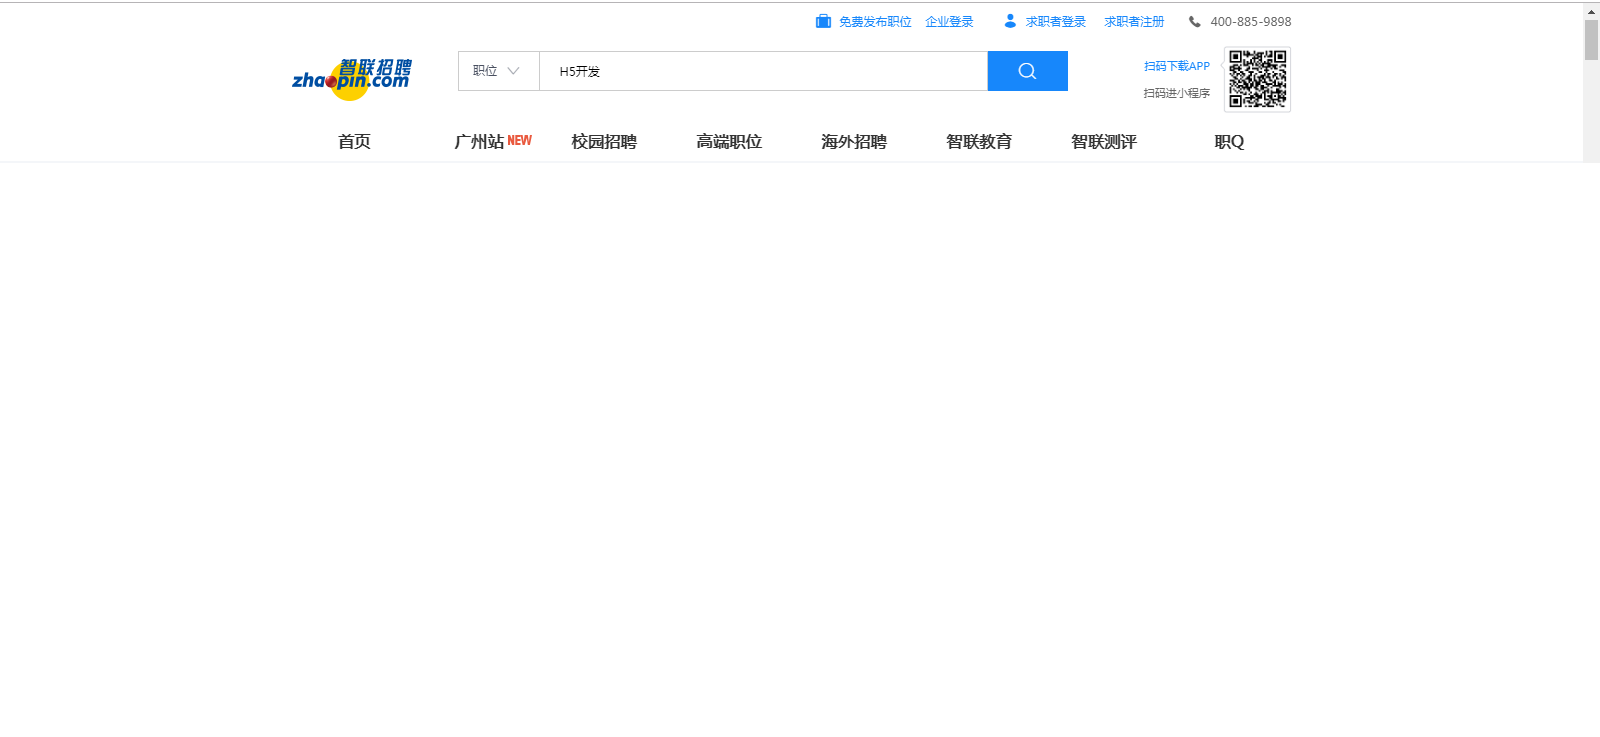 免费发布职位 企业登录 求职者登录 求职者注册 400-885-9898
智联招聘
zhaopin.com
职位 H5开发
扫码下载APP
扫码进小程序
首页 广州站 NEW 校园招聘 高端职位 海外招聘 智联教育 智联测评 职Q